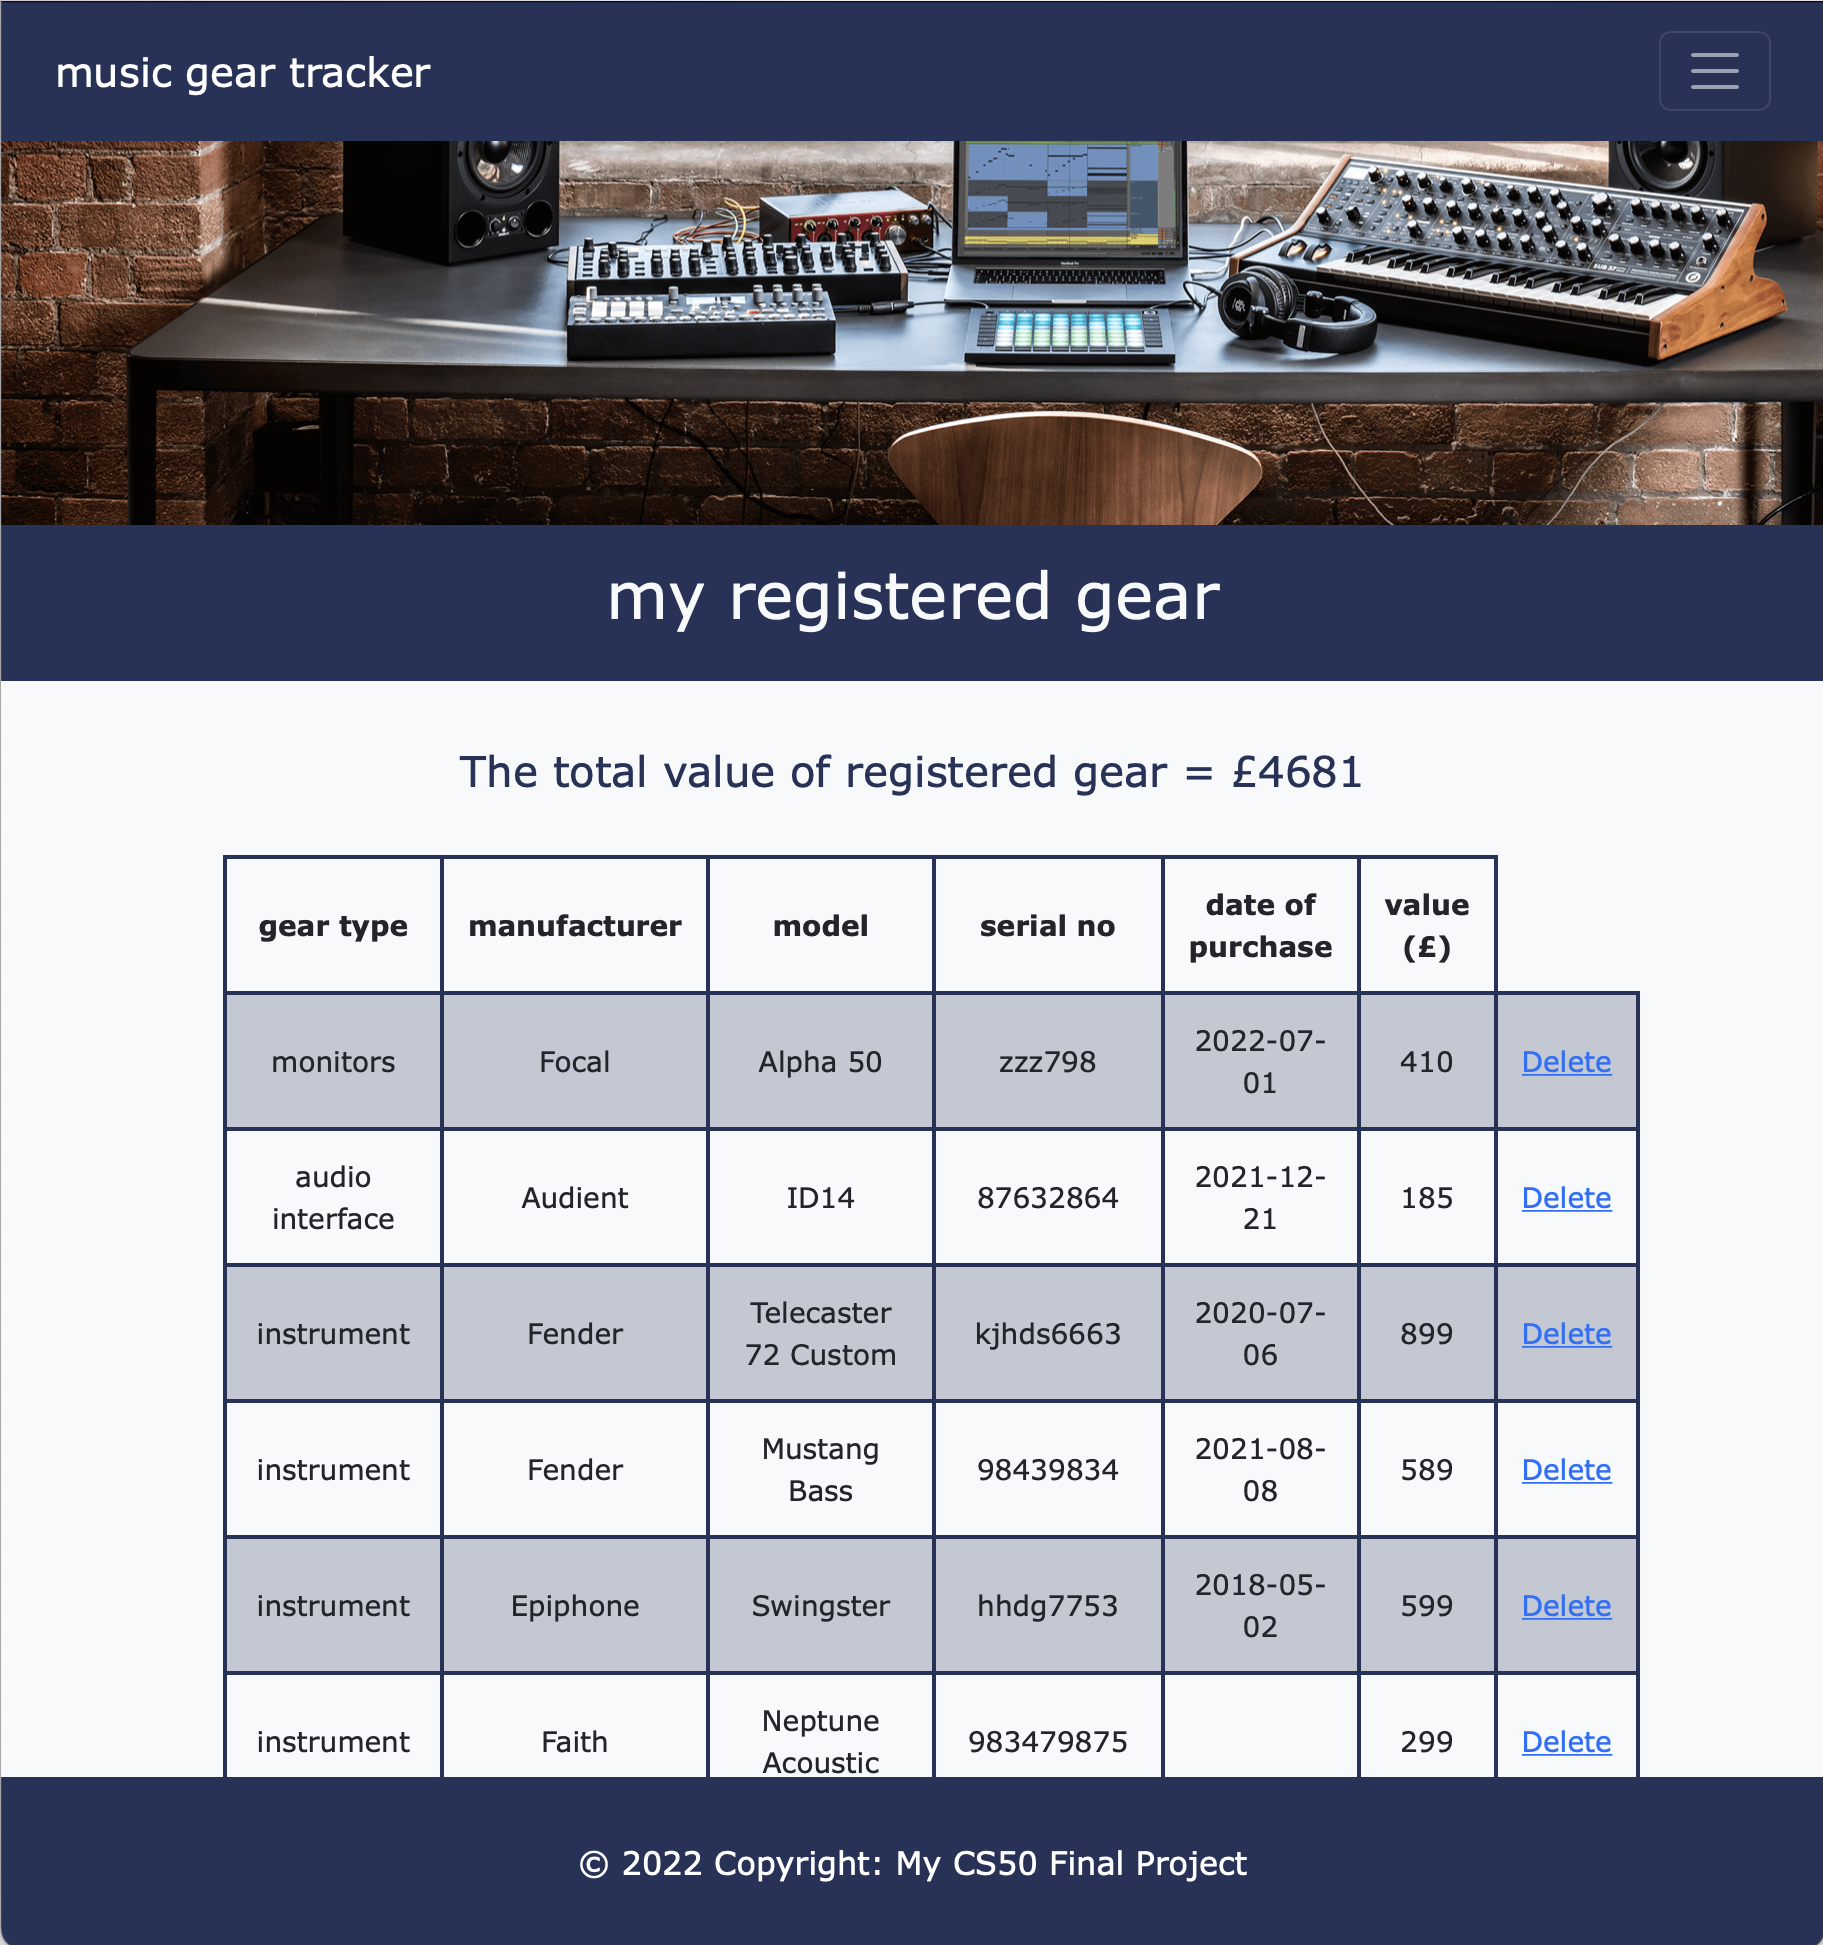 music gear tracker
SUB 37
my registered gear
The total value of registered gear = £4681
gear type manufacturer model serial no date of purchase value (£)
monitors Focal Alpha 50 zzz798 2022-07-01 410 Delete
audio interface Audient ID14 87632864 2021-12-21 185 Delete
instrument Fender Telecaster 72 Custom kjhds6663 2020-07-06 899 Delete
instrument Fender Mustang Bass 98439834 2021-08-08 589 Delete
instrument Epiphone Swingster hhdg7753 2018-05-02 599 Delete
instrument Faith Neptune Acoustic 983479875 299 Delete
© 2022 Copyright: My CS50 Final Project